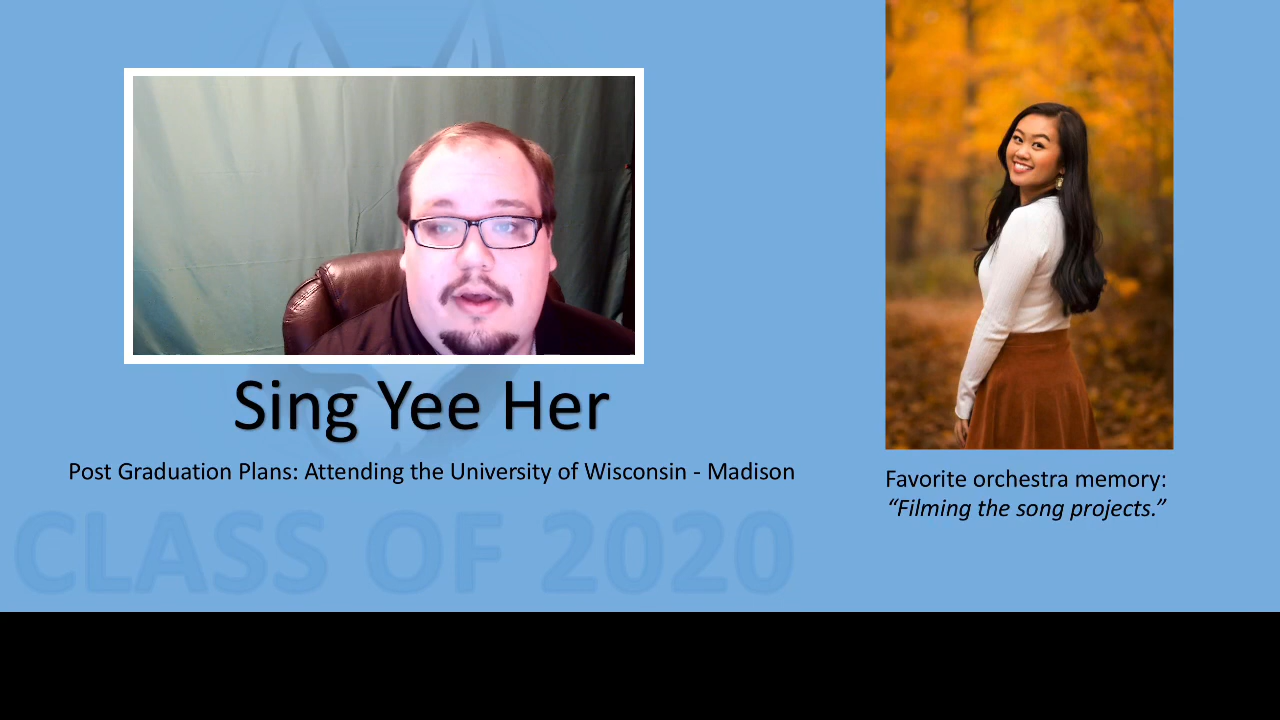 Sing Yee Her
Post Graduation Plans: Attending the University of Wisconsin - Madison
Favorite orchestra memory:
“Filming the song projects.”
CLASS OF 2020